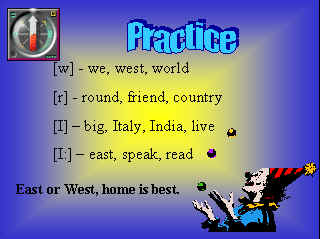 Practice
[w] - we, west, world
[r] - round, friend, country
[I] – big, Italy, India, live
[I:] – east, speak, read
East or West, home is best.